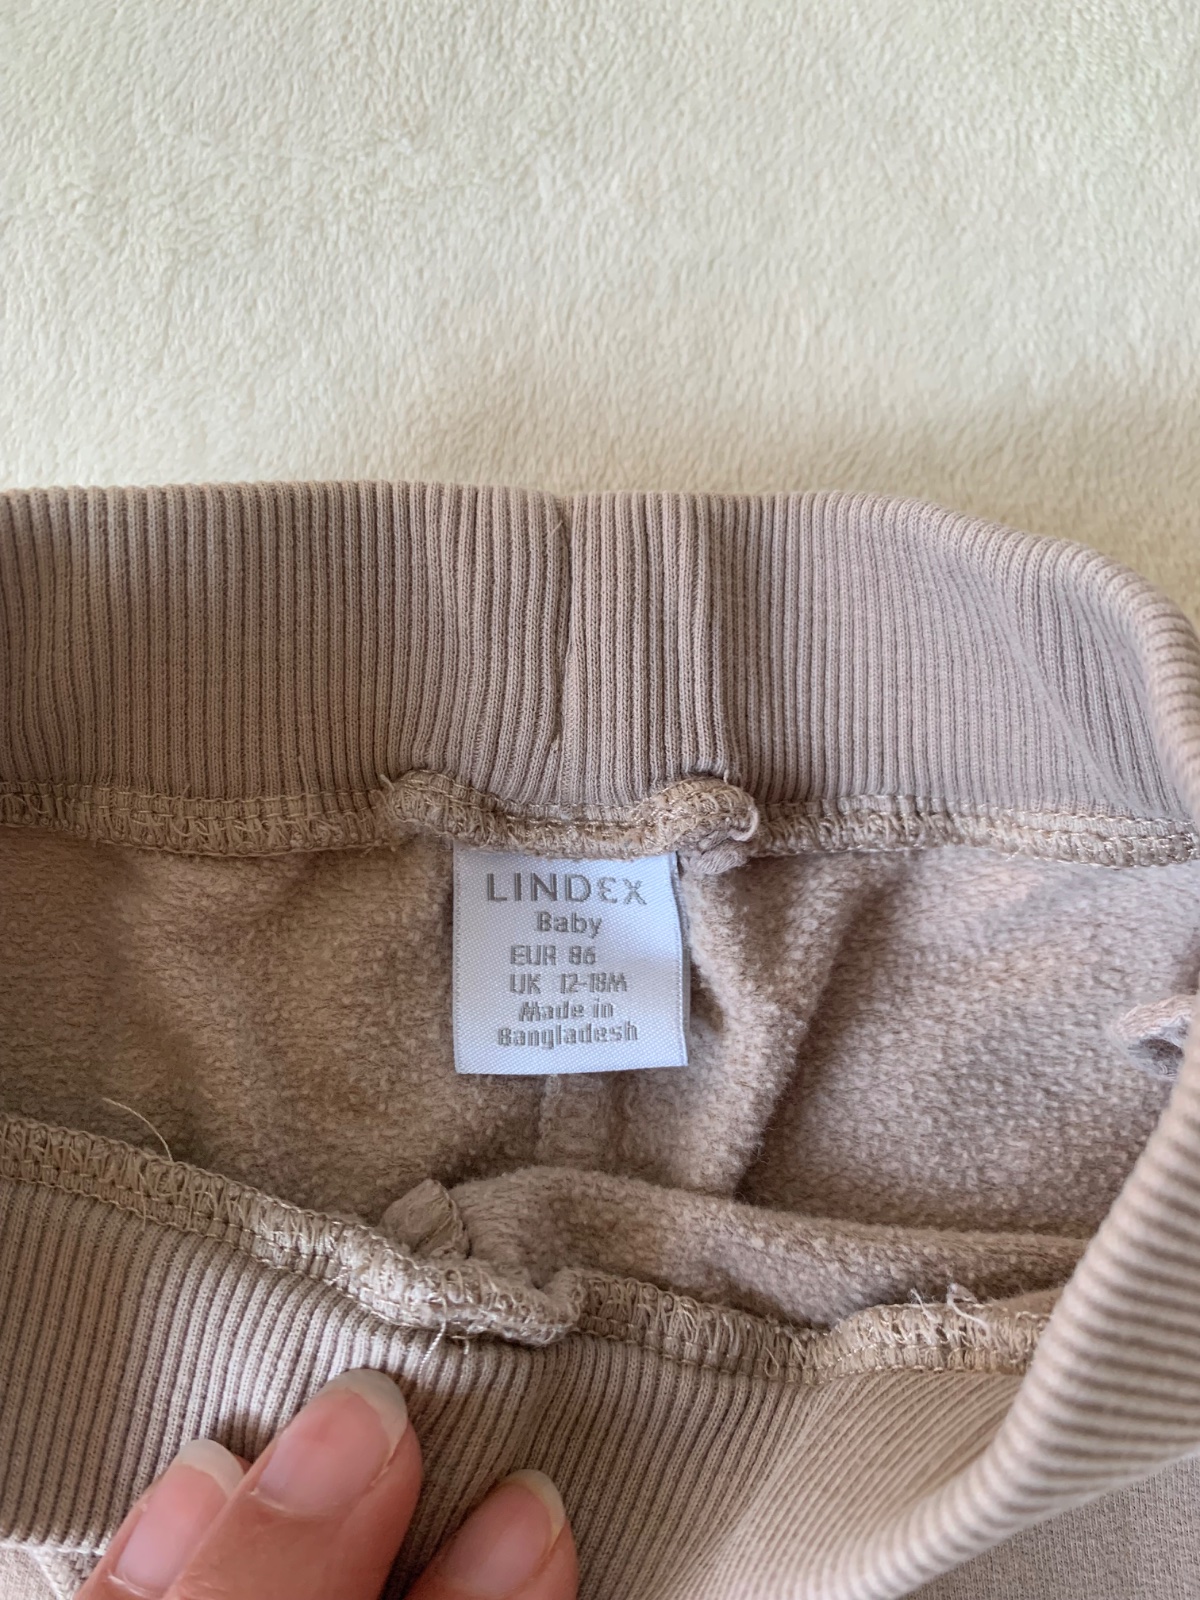 LINDEX
Baby
EUR 86
UK 12-18M
Made in
Bangladesh